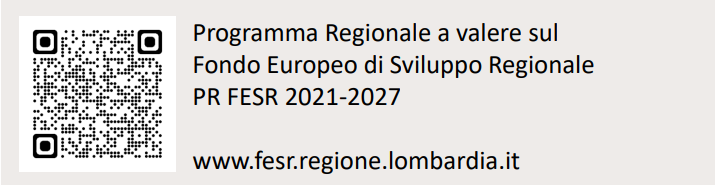 Programma Regionale a valere sul
Fondo Europeo di Sviluppo Regionale
PR FESR 2021-2027
www.fesr.regione.lombardia.it